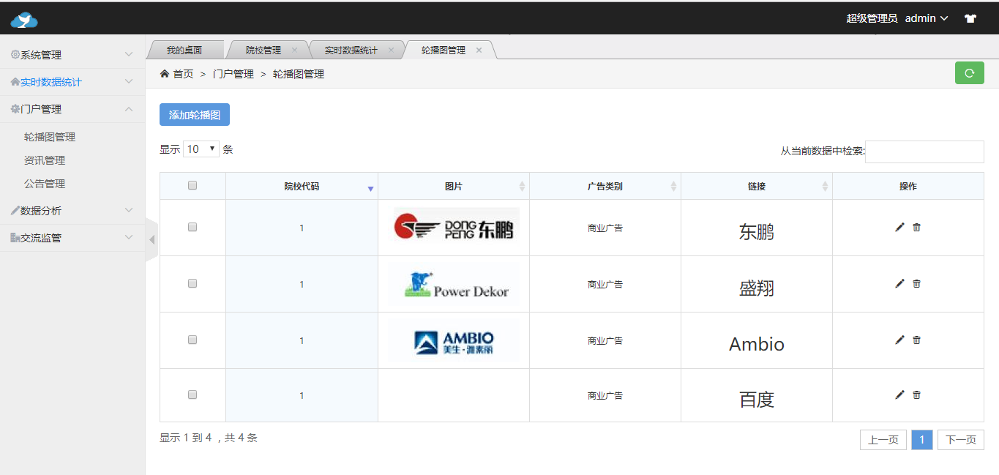 超级管理员 admin
系统管理
实时数据统计
门户管理
轮播图管理
资讯管理
公告管理
数据分析
交流监管
我的桌面 院校管理 实时数据统计 轮播图管理
首页 > 门户管理 > 轮播图管理
添加轮播图
显示 10 条
从当前数据中检索:
院校代码 图片 广告类别 链接 操作
1 DONG PENG 东鹏 商业广告 东鹏
1 Power Dekor 商业广告 盛翔
1 AMBIO 美生·雅素丽 商业广告 Ambio
1 商业广告 百度
显示 1 到 4 ，共 4 条
上一页 1 下一页